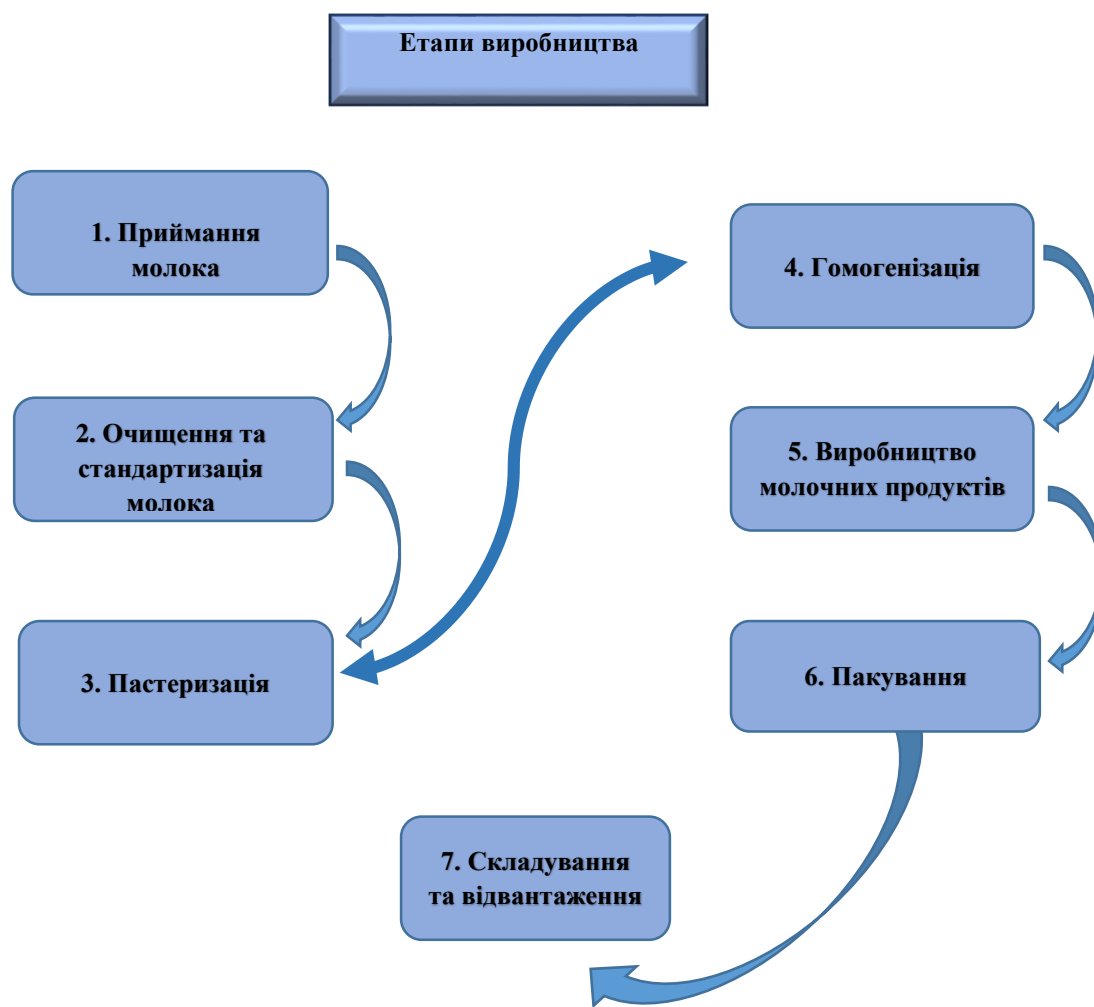 Етапи виробництва
1. Приймання
молока
2. Очищення та
стандартизація
молока
3. Пастеризація
4. Гомогенізація
5. Виробництво
молочних продуктів
6. Пакування
7. Складування
та відвантаження